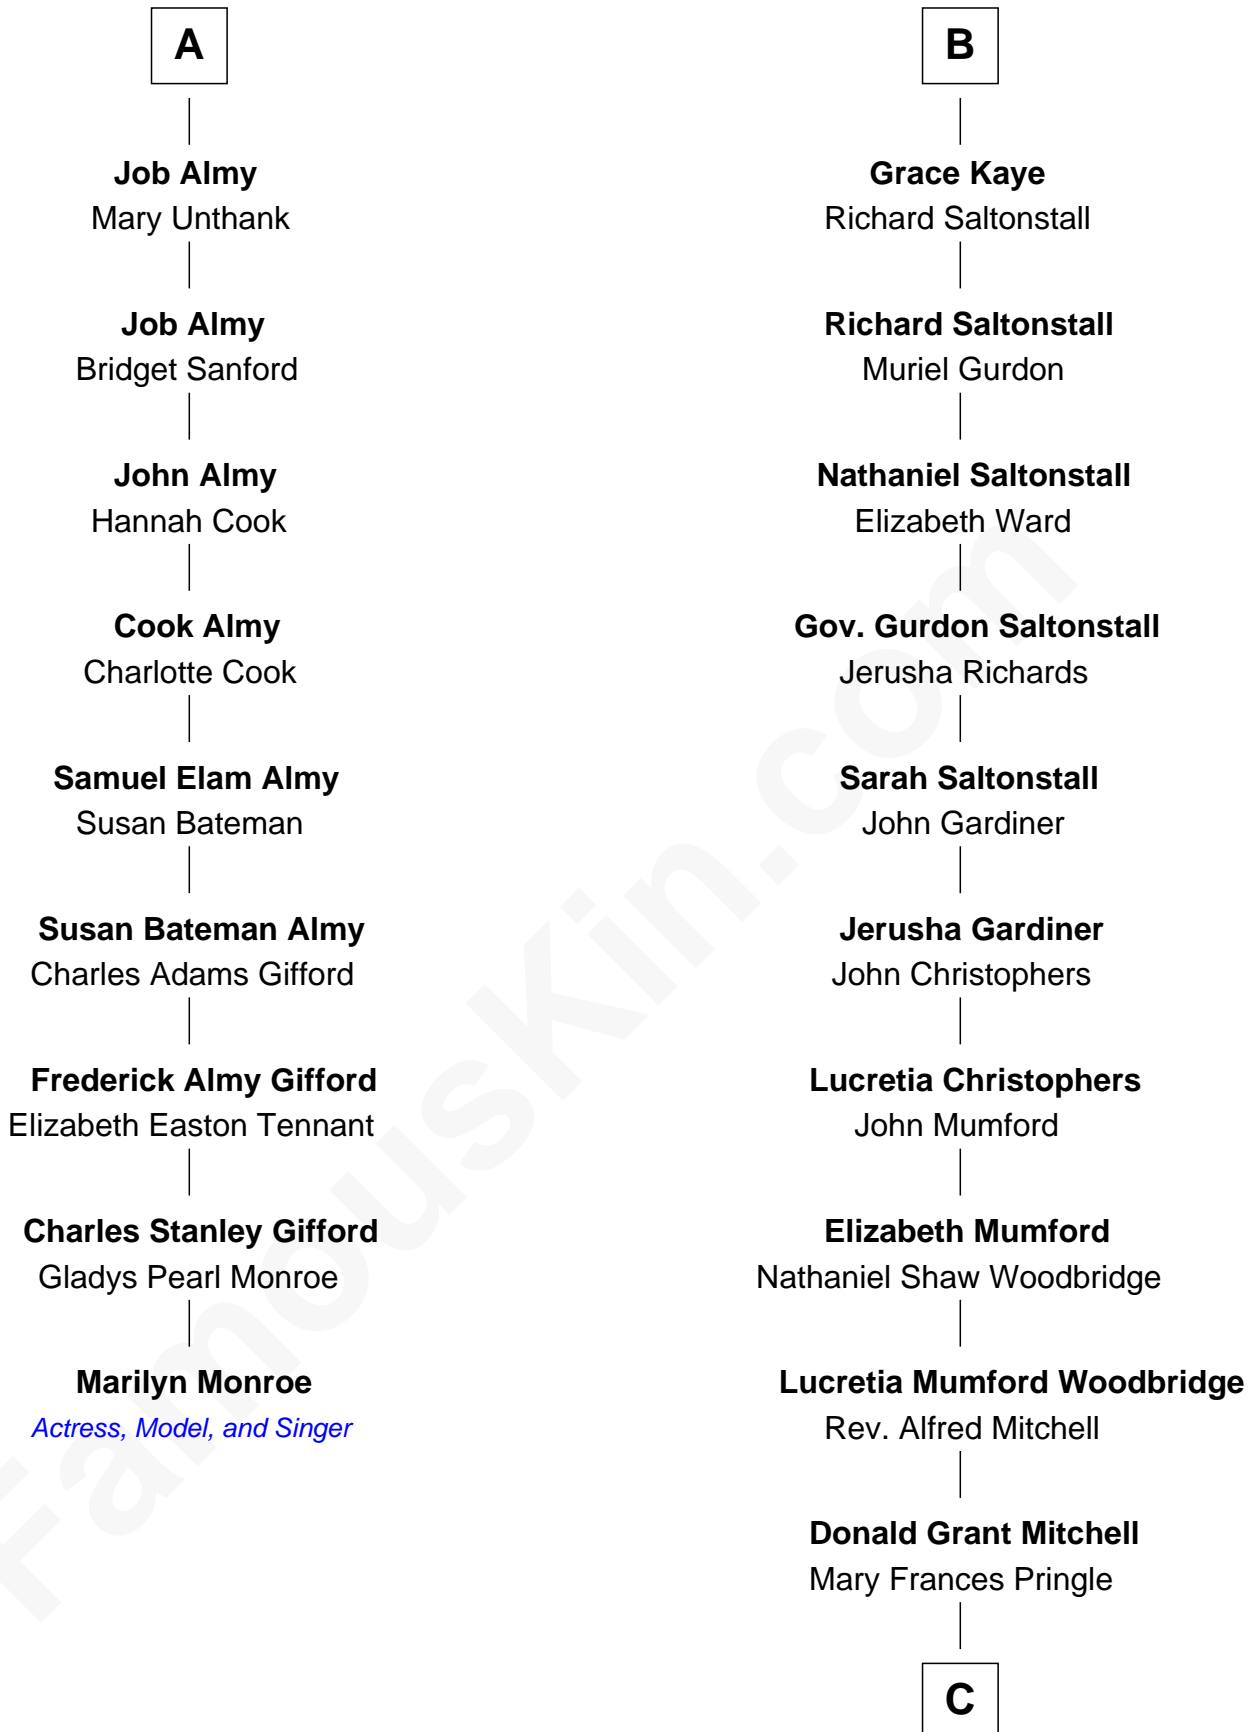 A
Job Almy
Mary Unthank
Job Almy
Bridget Sanford
John Almy
Hannah Cook
Cook Almy
Charlotte Cook
Samuel Elam Almy
Susan Bateman
Susan Bateman Almy
Charles Adams Gifford
Frederick Almy Gifford
Elizabeth Easton Tennant
Charles Stanley Gifford
Gladys Pearl Monroe
Marilyn Monroe
Actress, Model, and Singer
B
Grace Kaye
Richard Saltonstall
Richard Saltonstall
Muriel Gurdon
Nathaniel Saltonstall
Elizabeth Ward
Gov. Gurdon Saltonstall
Jerusha Richards
Sarah Saltonstall
John Gardiner
Jerusha Gardiner
John Christophers
Lucretia Christophers
John Mumford
Elizabeth Mumford
Nathaniel Shaw Woodbridge
Lucretia Mumford Woodbridge
Rev. Alfred Mitchell
Donald Grant Mitchell
Mary Frances Pringle
C
FamousKin.com